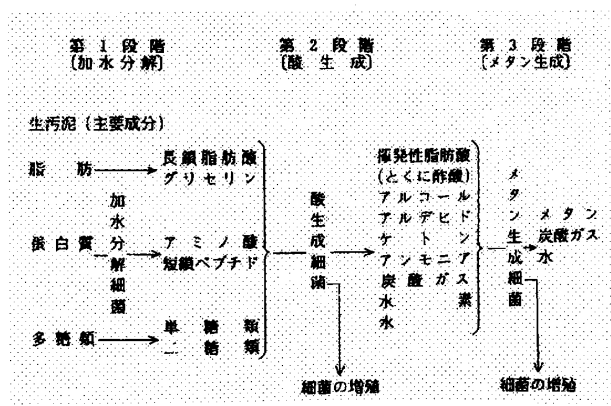 第1段階
〔加水分解〕
第2段階
〔酸生成〕
第3段階
〔メタン生成〕
生汚泥(主要成分)
脂肪
蛋白質
多糖類
加水分解細菌
長鎖脂肪酸
グリセリン
アミノ酸
短鎖ペプチド
単糖類
二糖類
酸生成細菌
細菌の増殖
揮発性脂肪酸
(とくに酢酸)
アルコール
アルデヒド
ケトン
アンモニア
炭酸ガス
水素
水
メタン生成細菌
細菌の増殖
メタン
炭酸ガス
水